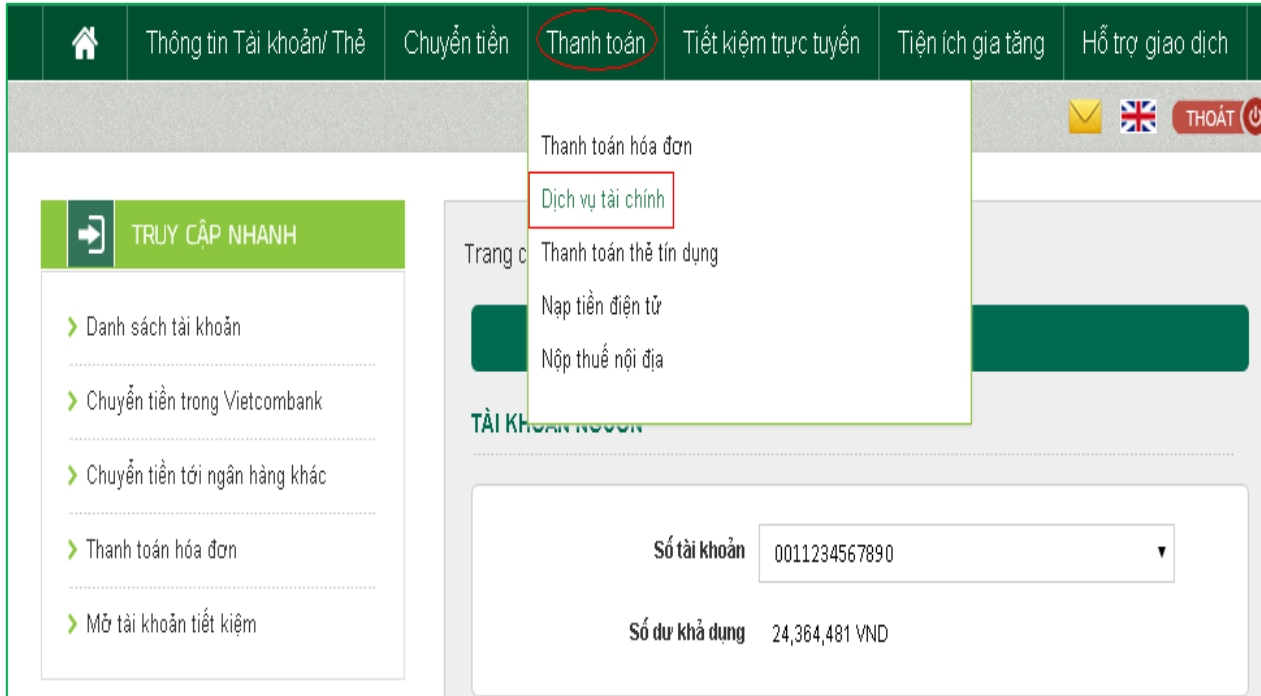 Thông tin Tài khoản/ Thẻ
Chuyển tiền
Thanh toán
Tiết kiệm trực tuyến
Tiện ích gia tăng
Hỗ trợ giao dịch
THOÁT
Thanh toán hóa đơn
Dịch vụ tài chính
Thanh toán thẻ tín dụng
Nạp tiền điện tử
Nộp thuế nội địa
TRUY CẬP NHANH
Danh sách tài khoản
Chuyển tiền trong Vietcombank
Chuyển tiền tới ngân hàng khác
Thanh toán hóa đơn
Mở tài khoản tiết kiệm
Trang c
TÀI KHOẢN NGUỒN
Số tài khoản 0011234567890
Số dư khả dụng 24,364,481 VND